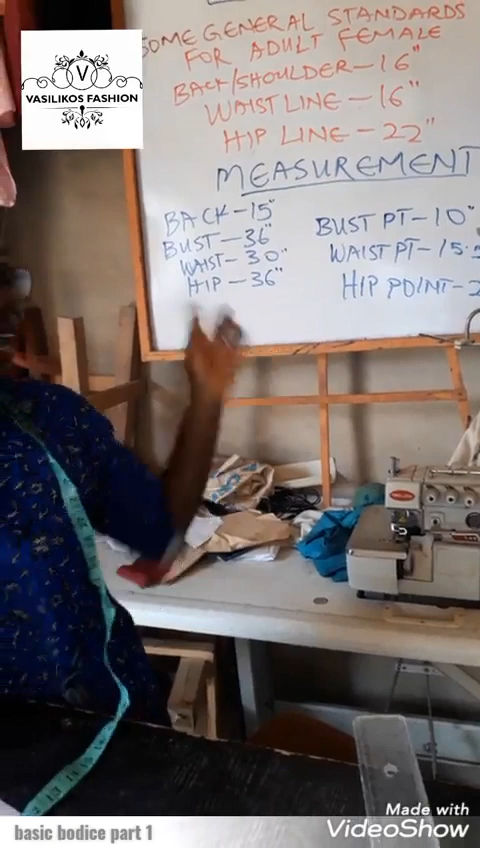 SOME GENERAL STANDARDS
FOR ADULT FEMALE
BACK/SHOULDER-16"
WAIST LINE - 16"
HIP LINE - 22"
MEASUREMENT
BACK-15"
BUST-36"
WAIST-30"
HIP-36"
BUST PT-10"
WAIST PT-15.
HIP POINT-2
V
VASILIKOS FASHION
Made with
VideoShow
basic bodice part 1